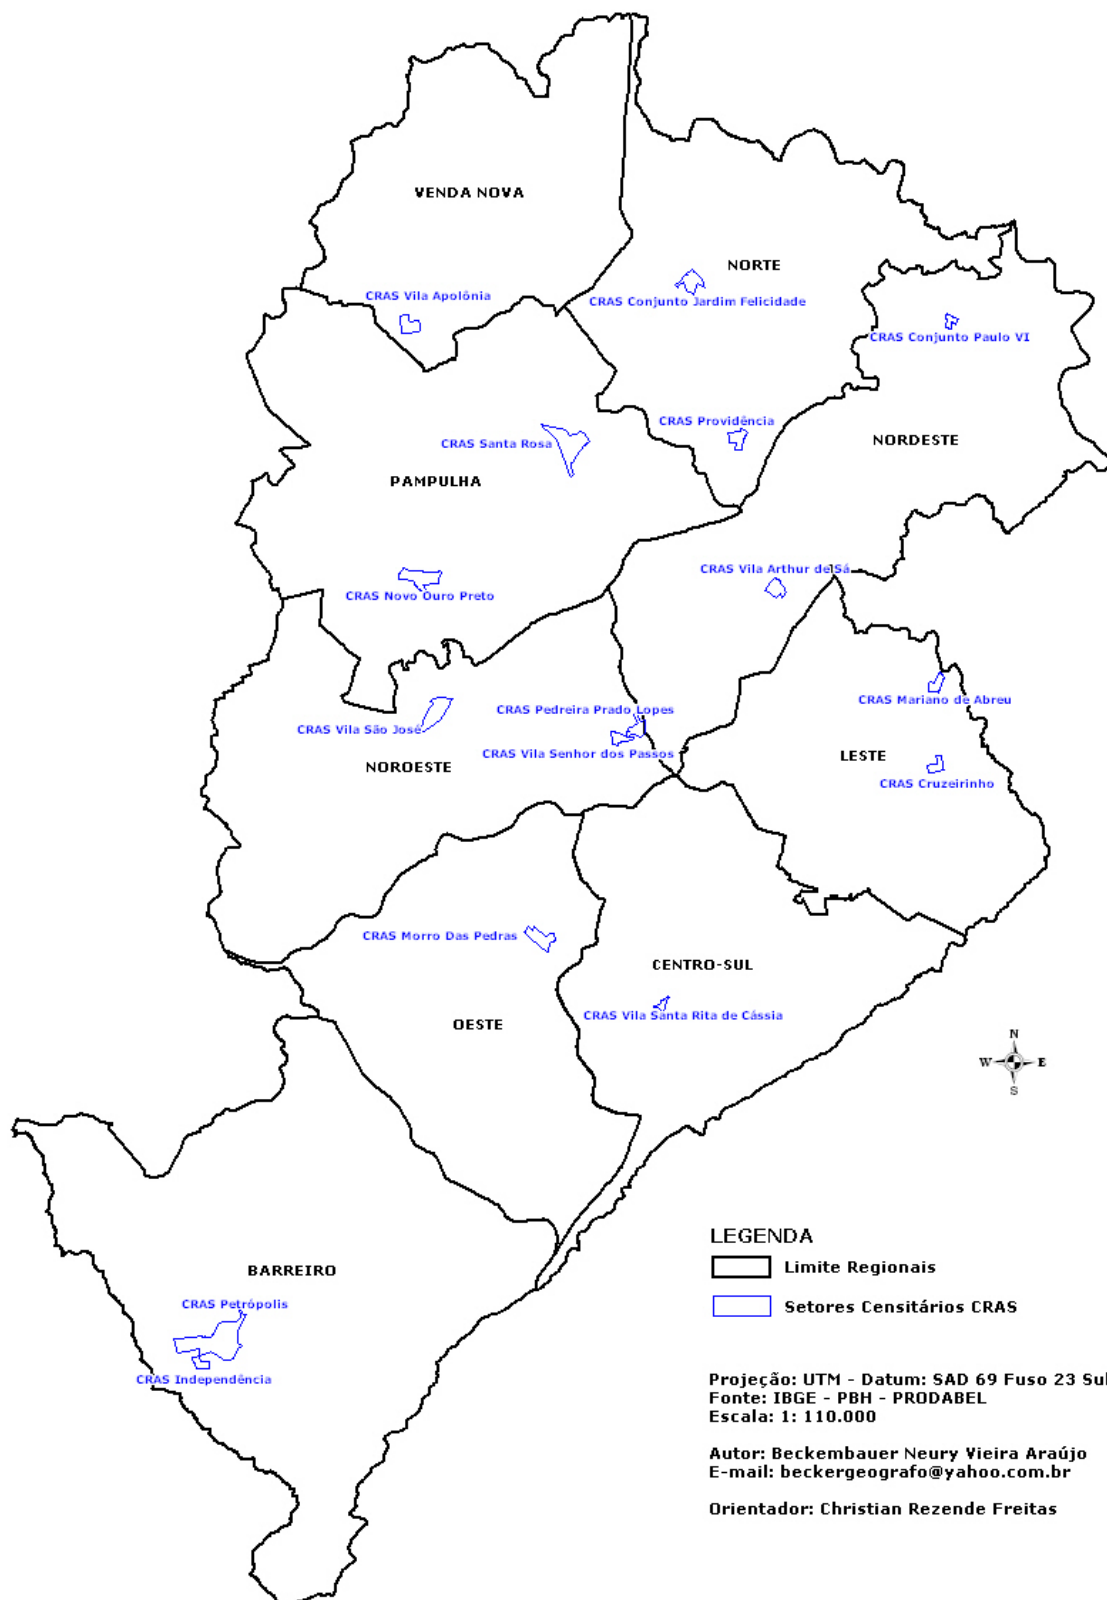 VENDA NOVA
NORTE
CRAS Vila Apolônia
CRAS Conjunto Jardim Felicidade
CRAS Conjunto Paulo VI
CRAS Providência
CRAS Santa Rosa
NORDESTE
PAMPULHA
CRAS Vila Arthur de Sá
CRAS Novo Ouro Preto
CRAS Mariano de Abreu
CRAS Pedreira Prado Lopes
CRAS Vila São José
CRAS Vila Senhor dos Passos
LESTE
NOROESTE
CRAS Cruzeirinho
CRAS Morro Das Pedras
CENTRO-SUL
CRAS Vila Santa Rita de Cássia
OESTE
N
W E
S
LEGENDA
Limite Regionais
BARREIRO
CRAS Petrópolis
Setores Censitários CRAS
CRAS Independência
Projeção: UTM - Datum: SAD 69 Fuso 23 Sul
Fonte: IBGE - PBH - PRODABEL
Escala: 1: 110.000
Autor: Beckembauer Neury Vieira Araújo
E-mail: beckergeografo@yahoo.com.br
Orientador: Christian Rezende Freitas